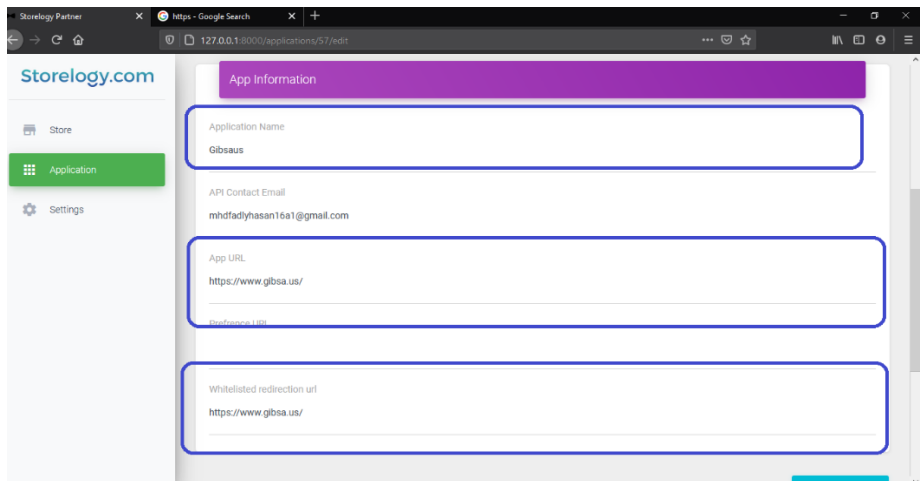 Storelogy Partner
https - Google Search
127.0.0.1:8000/applications/57/edit
Storelogy.com
Store
Application
Settings
App Information
Application Name
Gibsaus
API Contact Email
mhdfadlyhasan16a1@gmail.com
App URL
https://www.gibsa.us/
Prefrence URL
Whitelisted redirection url
https://www.gibsa.us/